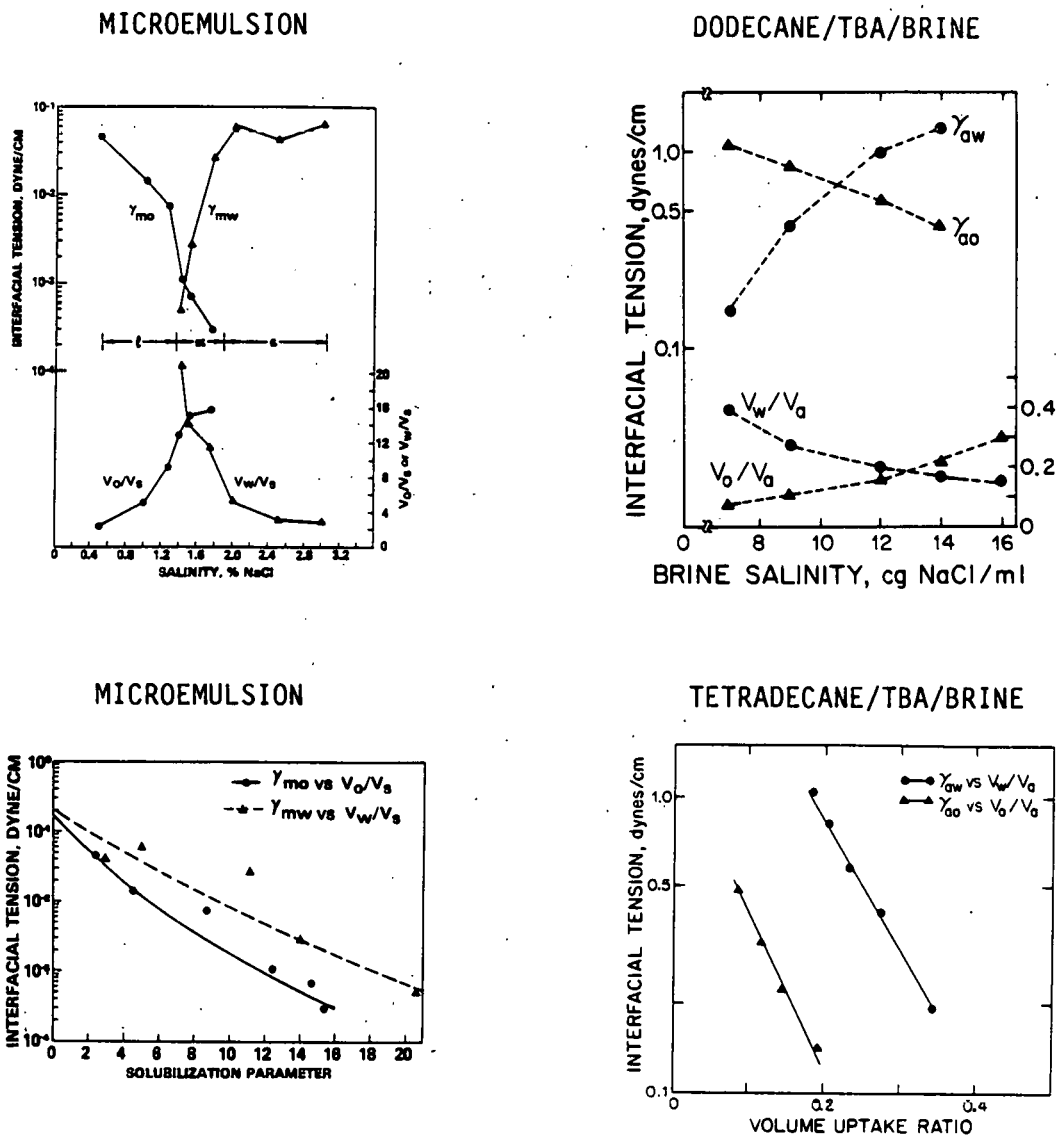 MICROEMULSION
INTERFACIAL TENSION, DYNE/CM
10-1
10-2
10-3
10-4
γmo
γmw
ℓ
20
16
12
8
4
0
Vo/Vs or Vw/Vs
Vo/Vs
Vw/Vs
0 0.4 0.8 1.2 1.6 2.0 2.4 2.8 3.2
SALINITY, % NaCl
DODECANE/TBA/BRINE
INTERFACIAL TENSION, dynes/cm
1.0
0.5
0.1
γaw
γao
Vw/Va
Vo/Va
0.4
0.2
0
0 8 10 12 14 16
BRINE SALINITY, cg NaCl/ml
MICROEMULSION
INTERFACIAL TENSION, DYNE/CM
γmo vs Vo/Vs
γmw vs Vw/Vs
0 2 4 6 8 10 12 14 16 18 20
SOLUBILIZATION PARAMETER
TETRADECANE/TBA/BRINE
INTERFACIAL TENSION, dynes/cm
1.0
0.5
0.1
γaw vs Vw/Va
γao vs Vo/Va
0 0.2 0.4
VOLUME UPTAKE RATIO